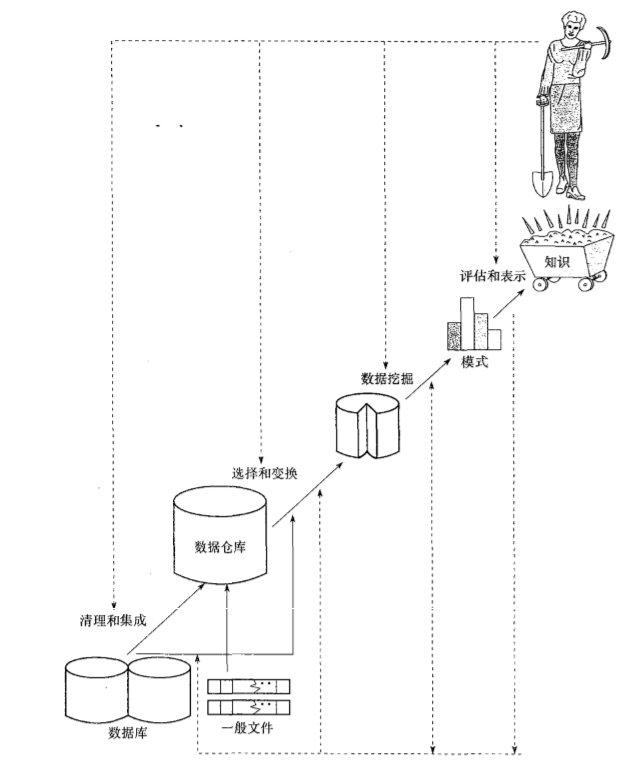 知识
评估和表示
模式
数据挖掘
选择和变换
数据仓库
清理和集成
数据库
一般文件